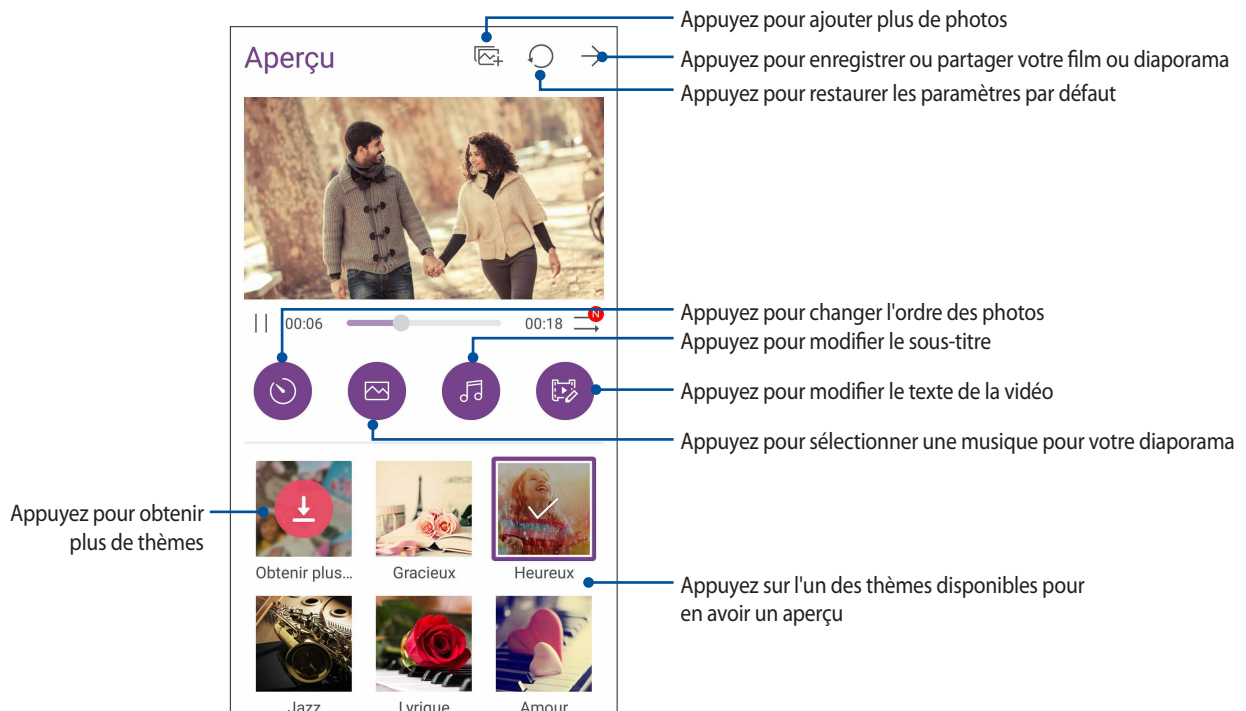 Appuyez pour ajouter plus de photos
Aperçu
Appuyez pour enregistrer ou partager votre film ou diaporama
Appuyez pour restaurer les paramètres par défaut
00:06
00:18
N
Appuyez pour changer l'ordre des photos
Appuyez pour modifier le sous-titre
Appuyez pour modifier le texte de la vidéo
Appuyez pour sélectionner une musique pour votre diaporama
Appuyez pour obtenir
plus de thèmes
Obtenir plus...
Gracieux
Heureux
Appuyez sur l'un des thèmes disponibles pour
en avoir un aperçu
Jazz
Lyrique
Amour